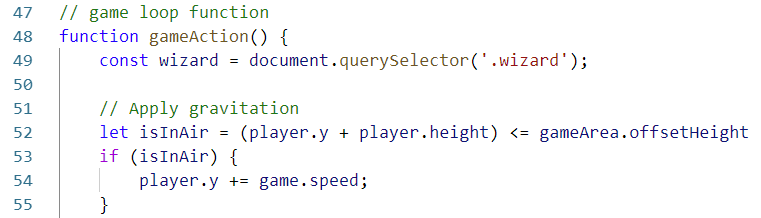 47 // game loop function
48 function gameAction() {
49     const wizard = document.querySelector('.wizard');
50
51     // Apply gravitation
52     let isInAir = (player.y + player.height) <= gameArea.offsetHeight
53     if (isInAir) {
54         player.y += game.speed;
55     }